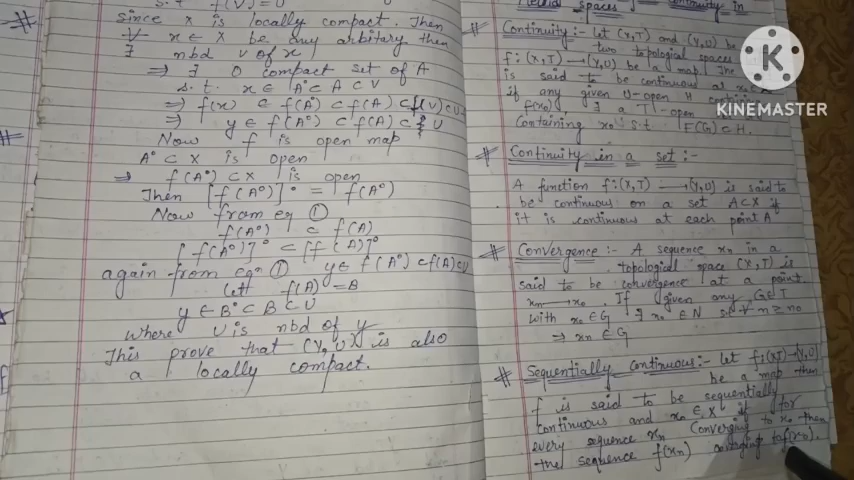 s.t f(V) = U
since X is locally compact. Then
∀ x ∈ X be any arbitary then
∃ nbd V of x
⇒ ∃ a compact set of A
s.t. x ∈ A° ⊂ A ⊂ V
⇒ f(x) ∈ f(A°) ⊂ f(A) ⊂ f(V) ⊂ U
⇒ y ∈ f(A°) ⊂ f(A) ⊂ U
Now f is open map
A° ⊂ X is open
⇒ f(A°) ⊂ X is open
Then [f(A°)]° = f(A°)
Now from eq ①
f(A°) ⊂ f(A)
[f(A°)]° ⊂ [f(A)]°
again from eqn ① y ∈ f(A°) ⊂ f(A) ⊂ U
Let f(A) = B
y ∈ B° ⊂ B ⊂ U
where U is nbd of y
This prove that (Y, U) is also
a locally compact.
spaces continuity in
Continuity :- Let (X,T) and (Y,U) be
two topological spaces
f: (X,T) → (Y,U) be a map. The
is said to be continuous at x₀ ∈
if any given U-open H
f(x₀), ∃ a T-open
Containing x₀ s.t F(G) ⊂ H.
Continuity in a set :-
A function f: (X,T) → (Y,U) is said to
be continuous on a set A ⊂ X if
it is continuous at each point A
Convergence :- A sequence xn in a
topological space (X,T) is
said to be convergence at a point
xn → x₀. If given any G ∈ T
with x₀ ∈ G ∃ n₀ ∈ N s.t ∀ n ≥ n₀
⇒ xn ∈ G
Sequentially continuous :- Let f: (X,T) → (Y,U)
be a map then
f is said to be sequentially
continuous and x₀ ∈ X if for
every sequence xn Converging to x₀ then
the sequence f(xn) converging to f(x₀).
KINEMASTER